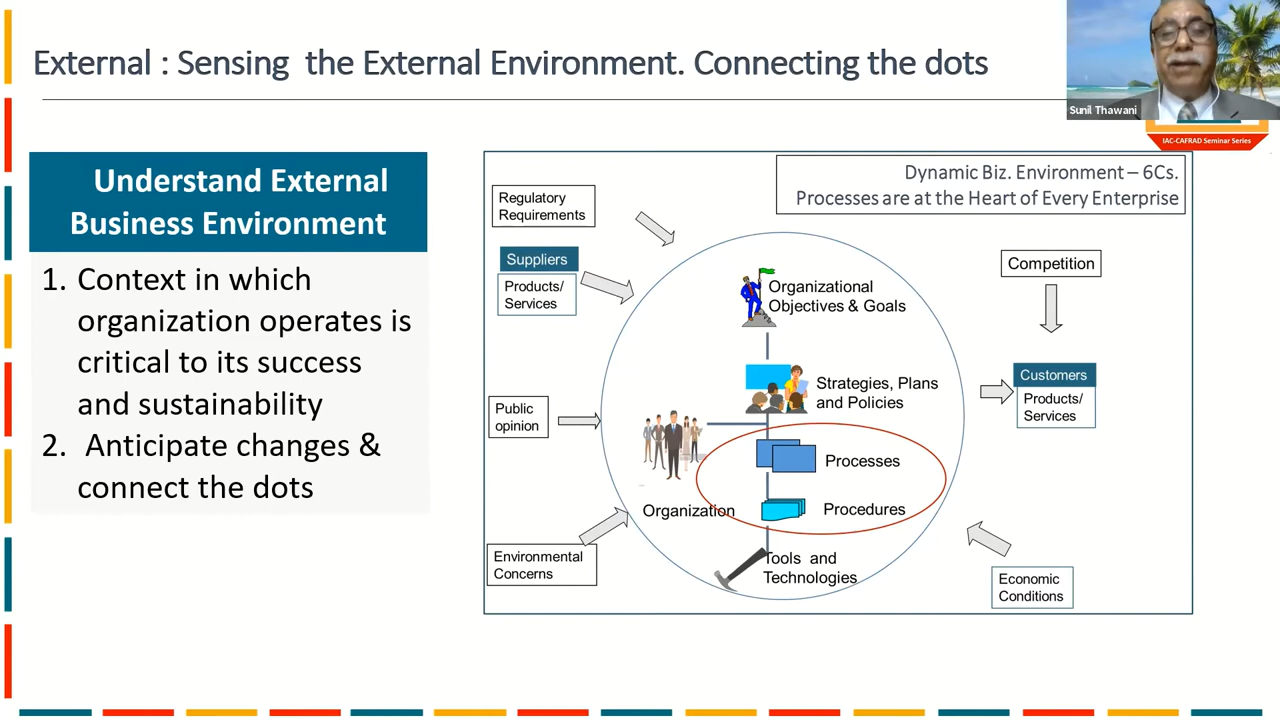 External : Sensing the External Environment. Connecting the dots
Sunil Thawani
IAC-CAFRAD Seminar Series
Understand External
Business Environment
1. Context in which
organization operates is
critical to its success
and sustainability
2. Anticipate changes &
connect the dots
Dynamic Biz. Environment – 6Cs.
Processes are at the Heart of Every Enterprise
Regulatory
Requirements
Suppliers
Products/
Services
Public
opinion
Environmental
Concerns
Organizational
Objectives & Goals
Strategies, Plans
and Policies
Processes
Procedures
Organization
Tools and
Technologies
Competition
Customers
Products/
Services
Economic
Conditions